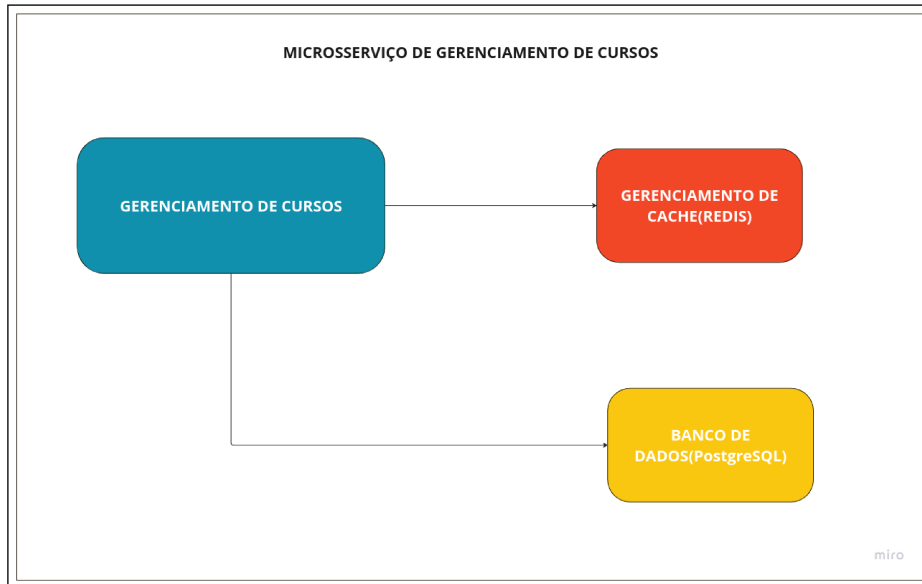 MICROSSERVIÇO DE GERENCIAMENTO DE CURSOS
GERENCIAMENTO DE CURSOS
GERENCIAMENTO DE
CACHE(REDIS)
BANCO DE
DADOS(PostgreSQL)
miro